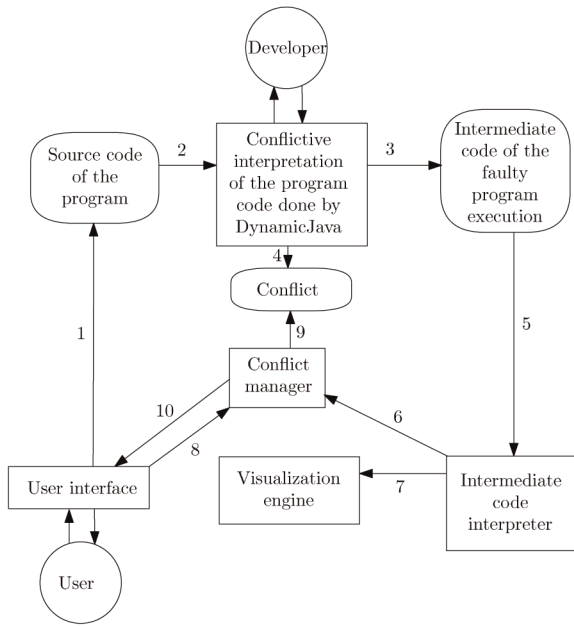 Developer
Source code
of the
program
2
Conflictive
interpretation
of the program
code done by
DynamicJava
3
Intermediate
code of the
faulty
program
execution
4
Conflict
1
9
5
Conflict
manager
10
8
6
User interface
Visualization
engine
7
Intermediate
code
interpreter
User